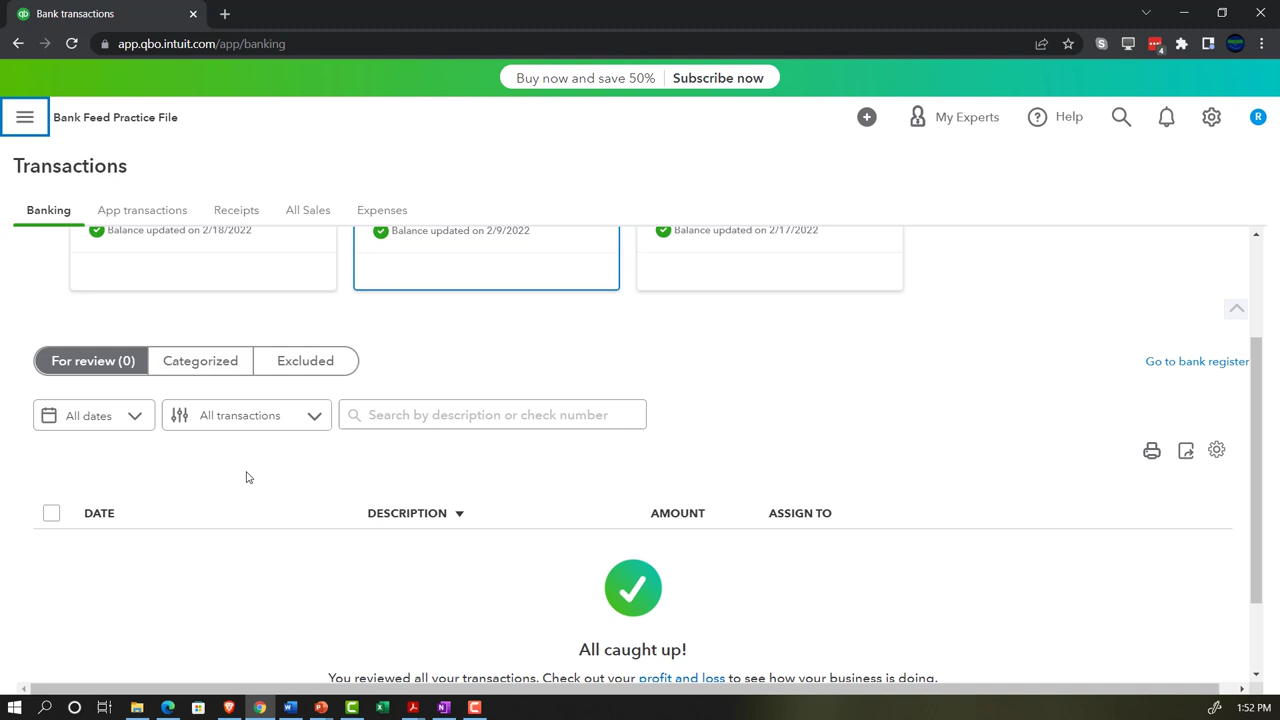 Bank transactions
app.qbo.intuit.com/app/banking
4
Buy now and save 50% Subscribe now
Bank Feed Practice File
My Experts
Help
R
Transactions
Banking
App transactions
Receipts
All Sales
Expenses
Balance updated on 2/18/2022
Balance updated on 2/9/2022
Balance updated on 2/17/2022
For review (0)
Categorized
Excluded
Go to bank register
All dates
All transactions
Search by description or check number
DATE
DESCRIPTION
AMOUNT
ASSIGN TO
All caught up!
You reviewed all your transactions. Check out your profit and loss to see how your business is doing.
1:52 PM